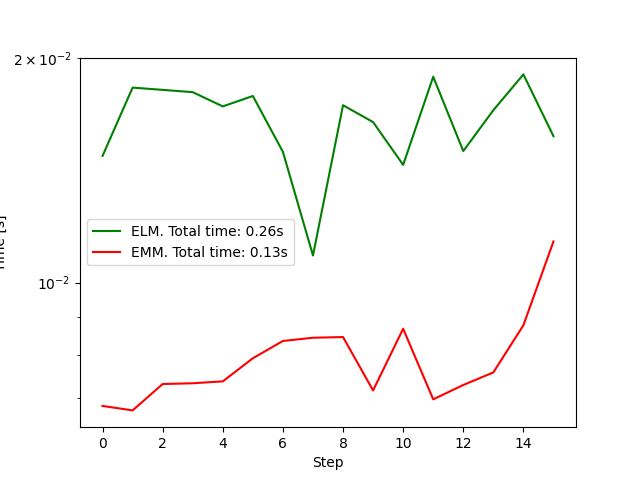 2 × 10⁻²
10⁻²
ELM. Total time: 0.26s
EMM. Total time: 0.13s
0 2 4 6 8 10 12 14
Step